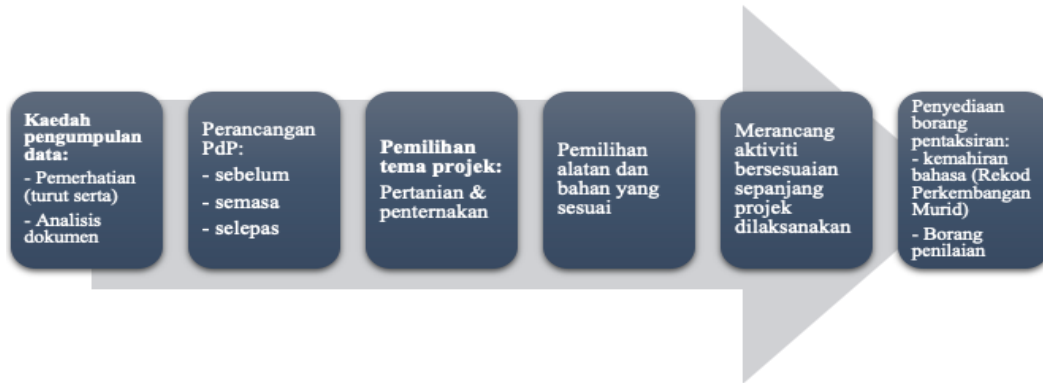 Kaedah
pengumpulan
data:
- Pemerhatian
(turut serta)
- Analisis
dokumen
Perancangan
PdP:
- sebelum
- semasa
- selepas
Pemilihan
tema projek:
Pertanian &
penternakan
Pemilihan
alatan dan
bahan yang
sesuai
Merancang
aktiviti
bersesuaian
sepanjang
projek
dilaksanakan
Penyediaan
borang
pentaksiran:
- kemahiran
bahasa (Rekod
Perkembangan
Murid)
- Borang
penilaian